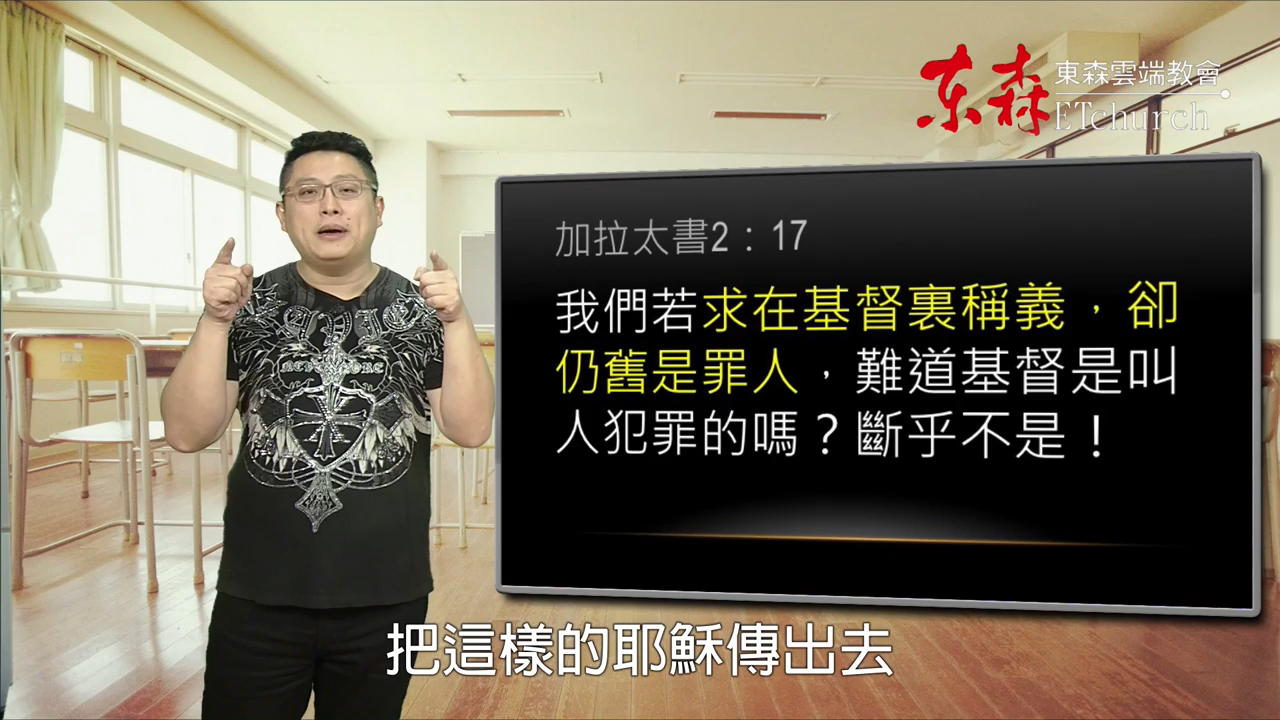 东森
東森雲端教會
ETchurch
加拉太書2：17
我們若求在基督裏稱義，卻
仍舊是罪人，難道基督是叫
人犯罪的嗎？斷乎不是！
把這樣的耶穌傳出去